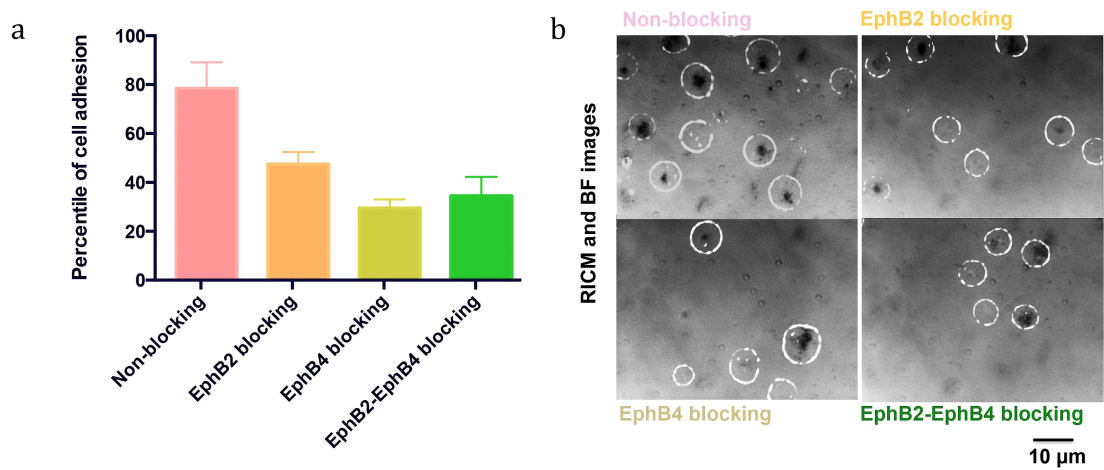 a
Percentile of cell adhesion
100
80
60
40
20
0
Non-blocking
EphB2 blocking
EphB4 blocking
EphB2-EphB4 blocking
b
RICM and BF images
Non-blocking
EphB2 blocking
EphB4 blocking
EphB2-EphB4 blocking
10 μm